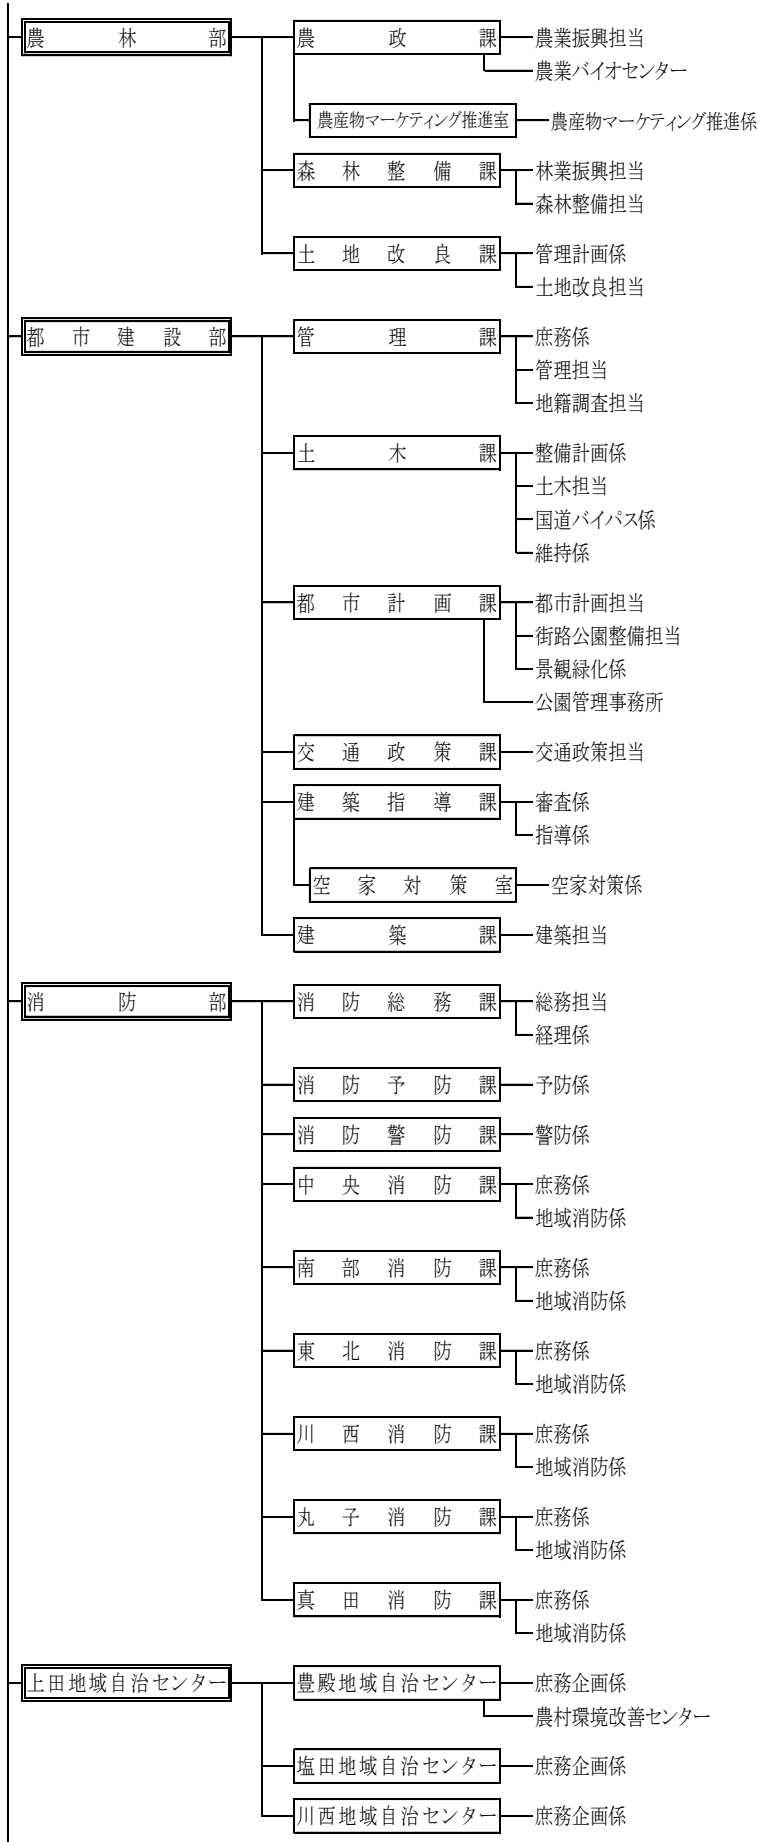 農林部 農政課 農業振興担当
農業バイオセンター
農産物マーケティング推進室 農産物マーケティング推進係
森林整備課 林業振興担当
森林整備担当
土地改良課 管理計画係
土地改良担当
都市建設部 管理課 庶務係
管理担当
地籍調査担当
土木課 整備計画係
土木担当
国道バイパス係
維持係
都市計画課 都市計画担当
街路公園整備担当
景観緑化係
公園管理事務所
交通政策課 交通政策担当
建築指導課 審査係
指導係
空家対策室 空家対策係
建築課 建築担当
消防部 消防総務課 総務担当
経理係
消防予防課 予防係
消防警防課 警防係
中央消防課 庶務係
地域消防係
南部消防課 庶務係
地域消防係
東北消防課 庶務係
地域消防係
川西消防課 庶務係
地域消防係
丸子消防課 庶務係
地域消防係
真田消防課 庶務係
地域消防係
上田地域自治センター 豊殿地域自治センター 庶務企画係
農村環境改善センター
塩田地域自治センター 庶務企画係
川西地域自治センター 庶務企画係